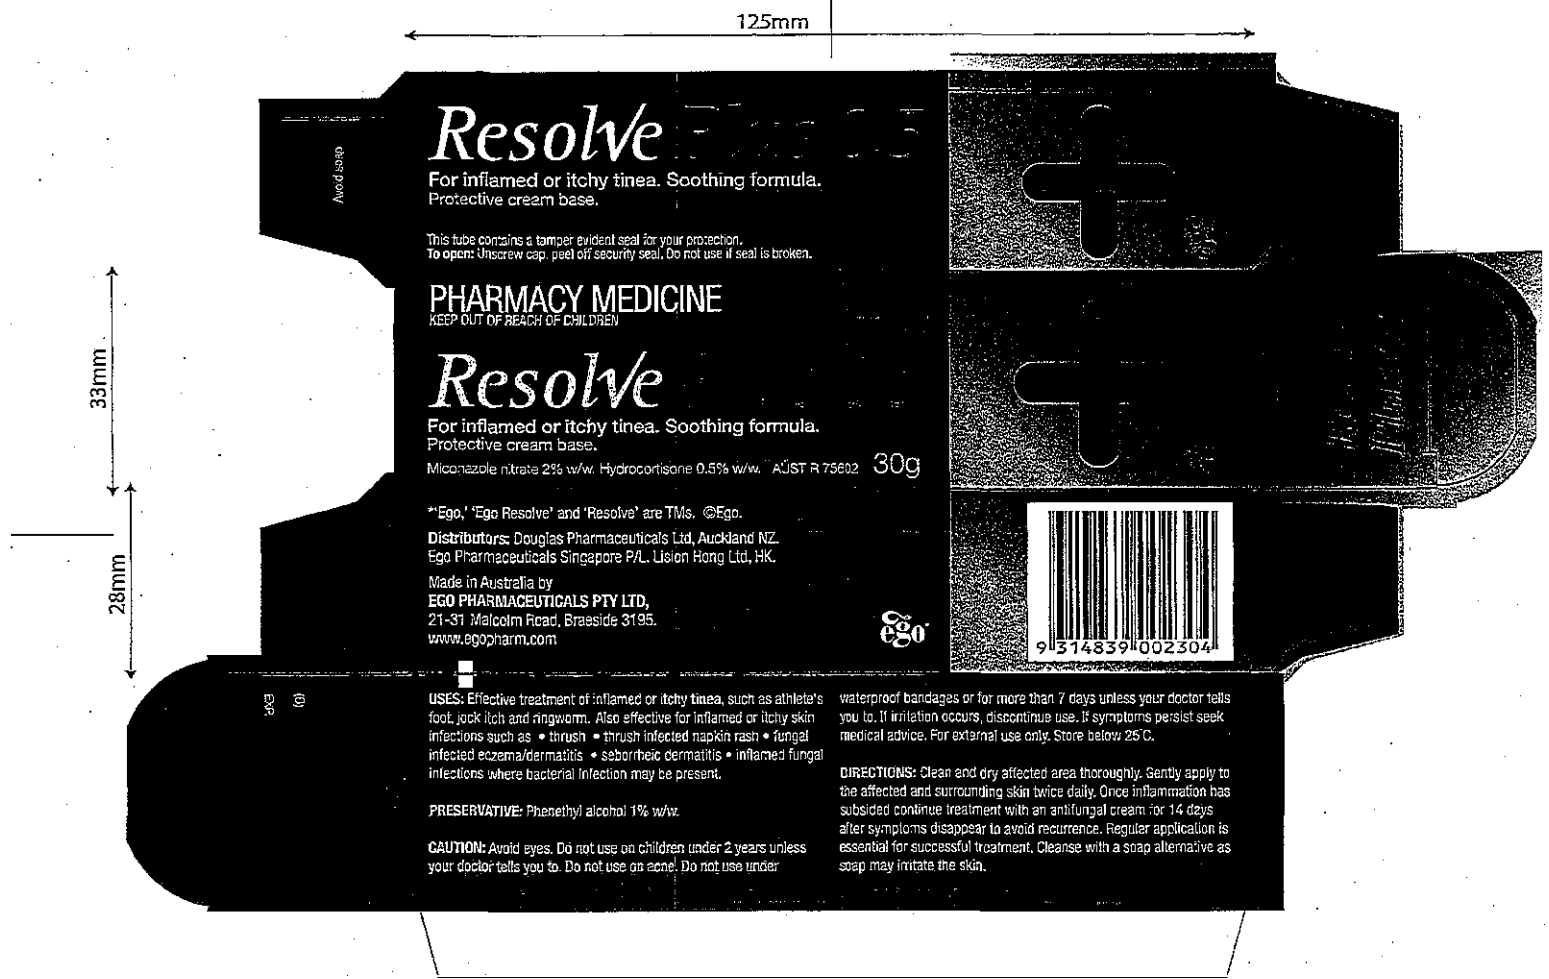 125mm
Resolve
For inflamed or itchy tinea. Soothing formula.
Protective cream base.
Avoid soap
This tube contains a tamper evident seal for your protection.
To open: Unscrew cap, peel off security seal. Do not use if seal is broken.
PHARMACY MEDICINE
KEEP OUT OF REACH OF CHILDREN
33mm
Resolve
For inflamed or itchy tinea. Soothing formula.
Protective cream base.
Miconazole nitrate 2% w/w. Hydrocortisone 0.5% w/w. AUST R 75602 30g
28mm
*'Ego,' 'Ego Resolve' and 'Resolve' are TMs. ©Ego.
Distributors: Douglas Pharmaceuticals Ltd, Auckland NZ.
Ego Pharmaceuticals Singapore P/L. Lision Hong Ltd, HK.
Made in Australia by
EGO PHARMACEUTICALS PTY LTD,
21-31 Malcolm Road, Braeside 3195.
www.egopharm.com
ego
9 314839 002304
EXP.
USES: Effective treatment of inflamed or itchy tinea, such as athlete's
foot, jock itch and ringworm. Also effective for inflamed or itchy skin
infections such as • thrush • thrush infected napkin rash • fungal
infected eczema/dermatitis • seborrheic dermatitis • inflamed fungal
infections where bacterial infection may be present.
PRESERVATIVE: Phenethyl alcohol 1% w/w.
CAUTION: Avoid eyes. Do not use on children under 2 years unless
your doctor tells you to. Do not use on acne. Do not use under
waterproof bandages or for more than 7 days unless your doctor tells
you to. If irritation occurs, discontinue use. If symptoms persist seek
medical advice. For external use only. Store below 25°C.
DIRECTIONS: Clean and dry affected area thoroughly. Gently apply to
the affected and surrounding skin twice daily. Once inflammation has
subsided continue treatment with an antifungal cream for 14 days
after symptoms disappear to avoid recurrence. Regular application is
essential for successful treatment. Cleanse with a soap alternative as
soap may irritate the skin.